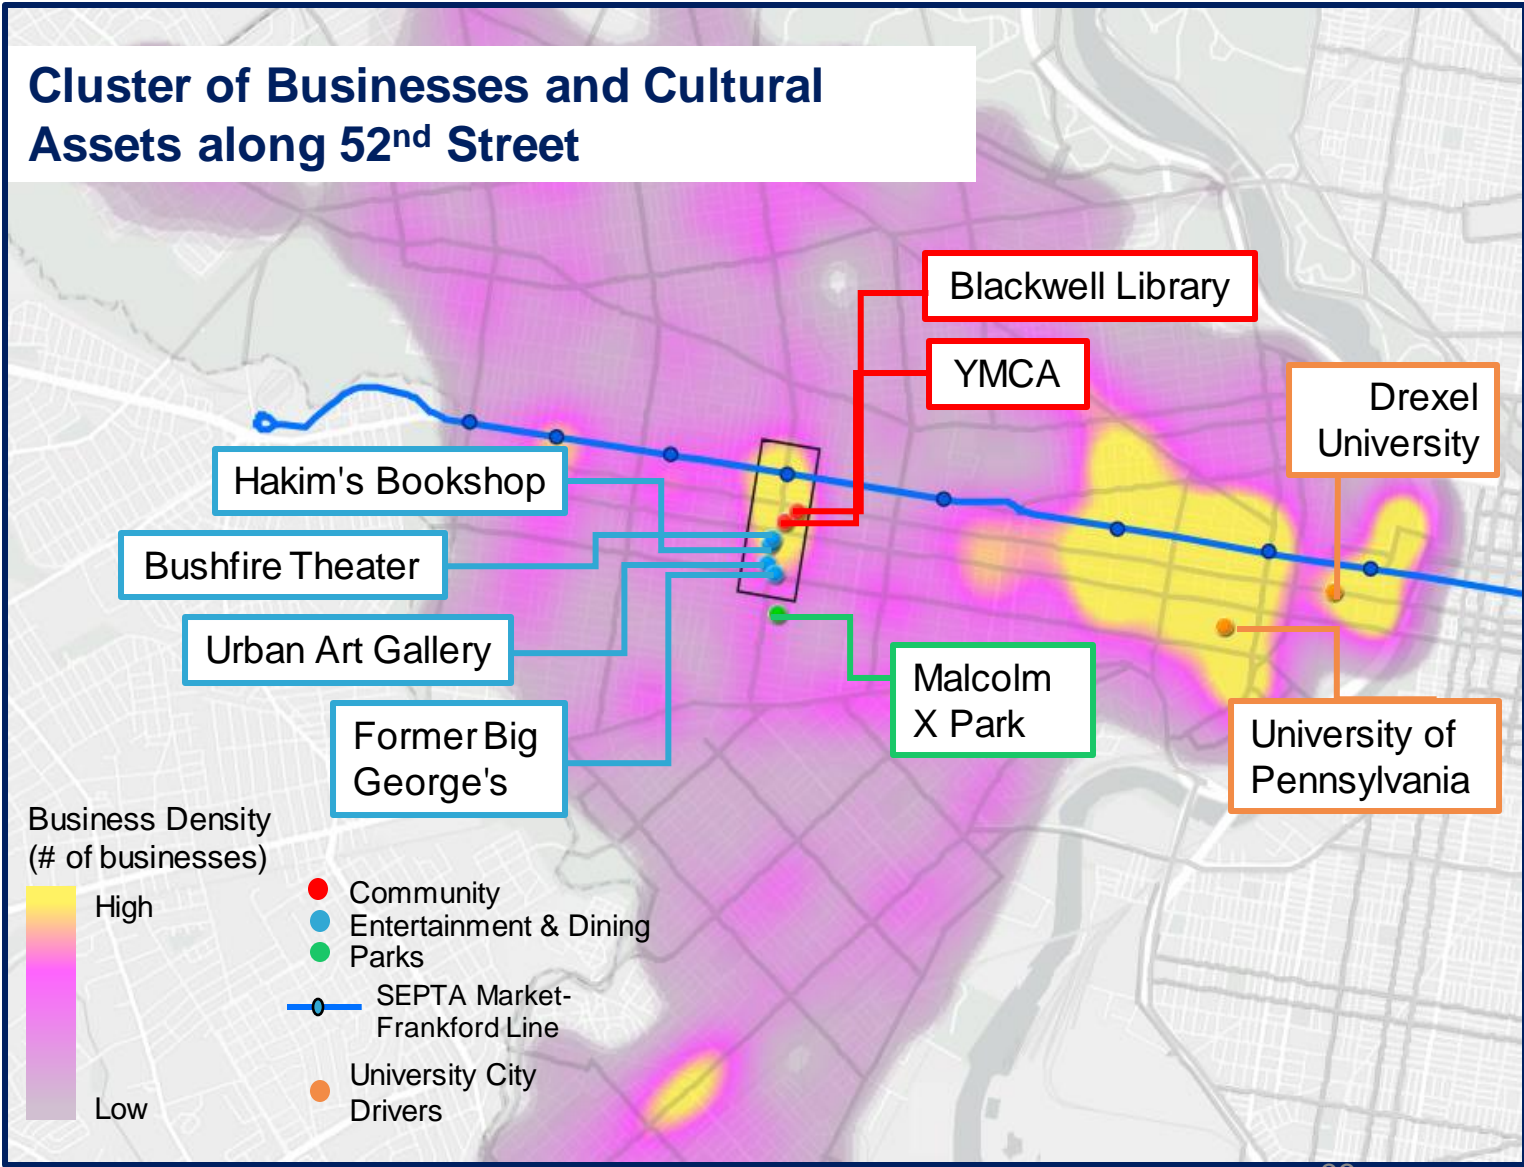 Cluster of Businesses and Cultural
Assets along 52nd Street
Blackwell Library
YMCA
Drexel
University
Hakim's Bookshop
Bushfire Theater
Urban Art Gallery
Malcolm
X Park
Former Big
George's
University of
Pennsylvania
Business Density
(# of businesses)
High
Low
Community
Entertainment & Dining
Parks
SEPTA Market-
Frankford Line
University City
Drivers